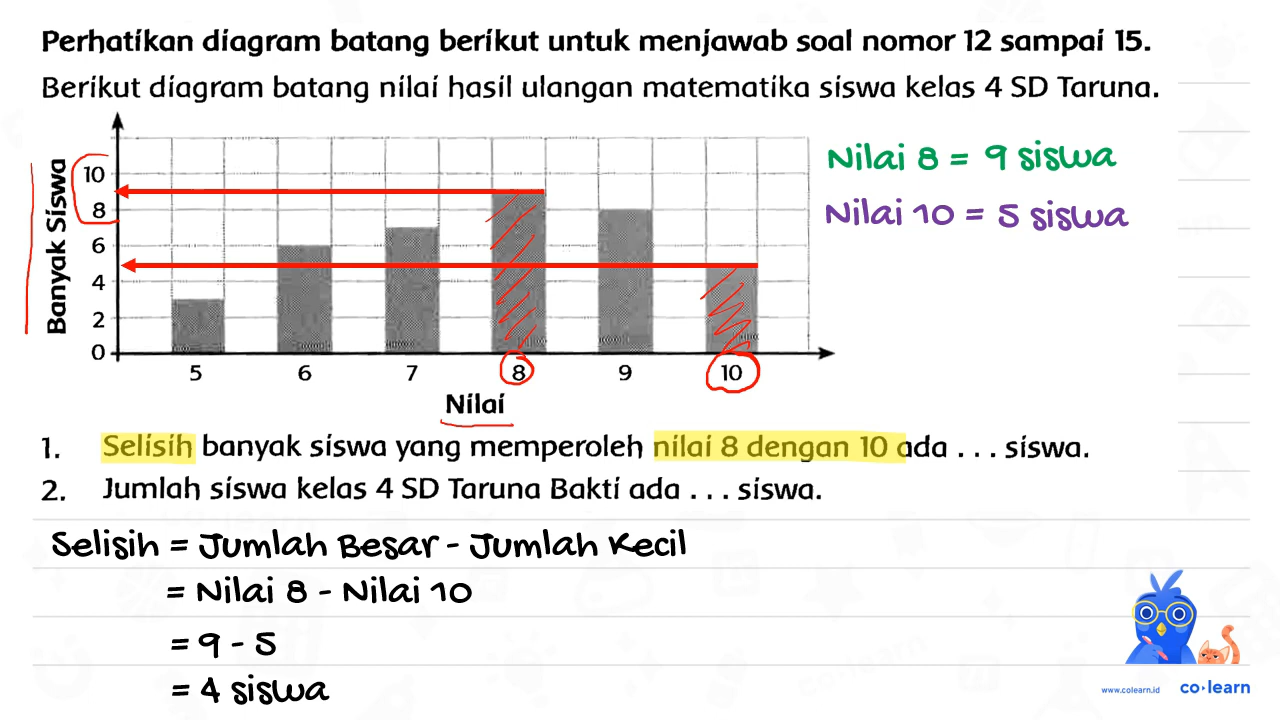 Perhatikan diagram batang berikut untuk menjawab soal nomor 12 sampai 15.
Berikut diagram batang nilai hasil ulangan matematika siswa kelas 4 SD Taruna.
Banyak Siswa
10
8
6
4
2
0
5 6 7 8 9 10
Nilai
Nilai 8 = 9 siswa
Nilai 10 = 5 siswa
1. Selisih banyak siswa yang memperoleh nilai 8 dengan 10 ada . . . siswa.
2. Jumlah siswa kelas 4 SD Taruna Bakti ada . . . siswa.
Selisih = Jumlah Besar - Jumlah Kecil
= Nilai 8 - Nilai 10
= 9 - 5
= 4 siswa
www.colearn.id
co·learn